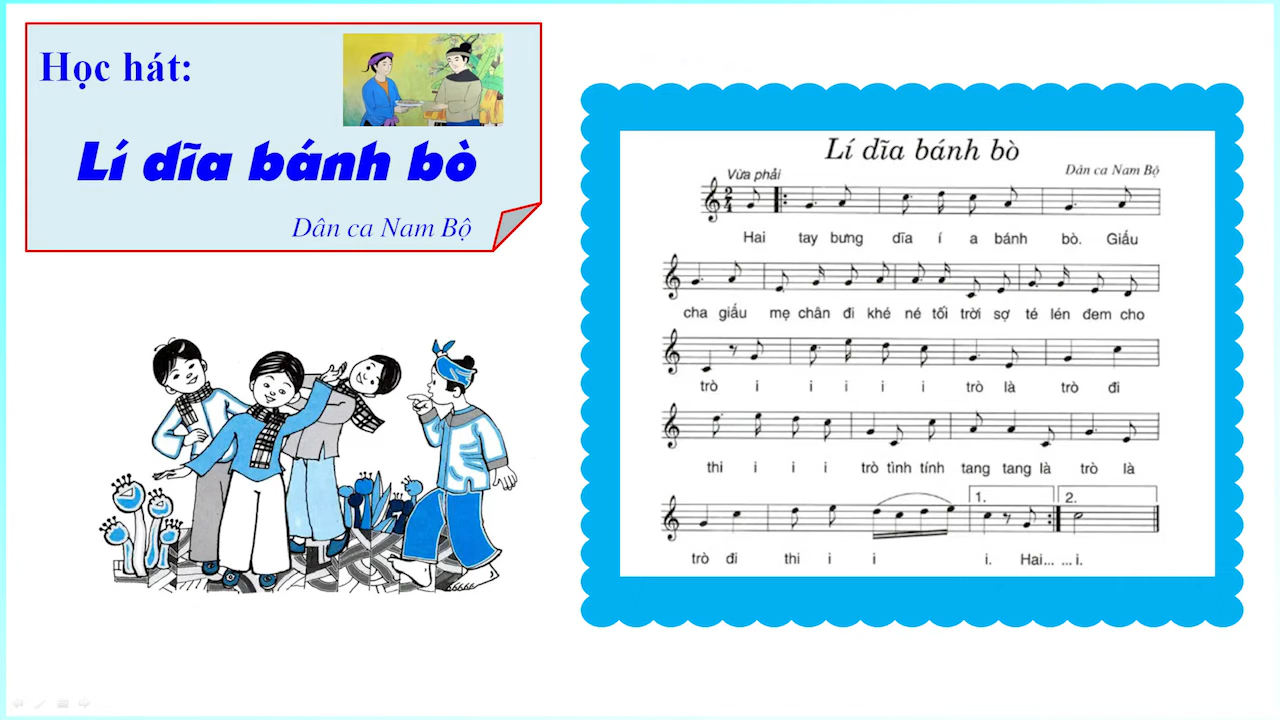 Học hát:
Lí dĩa bánh bò
Dân ca Nam Bộ
Lí dĩa bánh bò
Vừa phải
Dân ca Nam Bộ
2
4
Hai tay bưng dĩa í a bánh bò. Giấu
cha giấu mẹ chân đi khé né tối trời sợ té lén đem cho
trò i i i i i trò là trò đi
thi i i i trò tình tính tang tang là trò là
1. 2.
trò đi thi i i i. Hai... ... i.